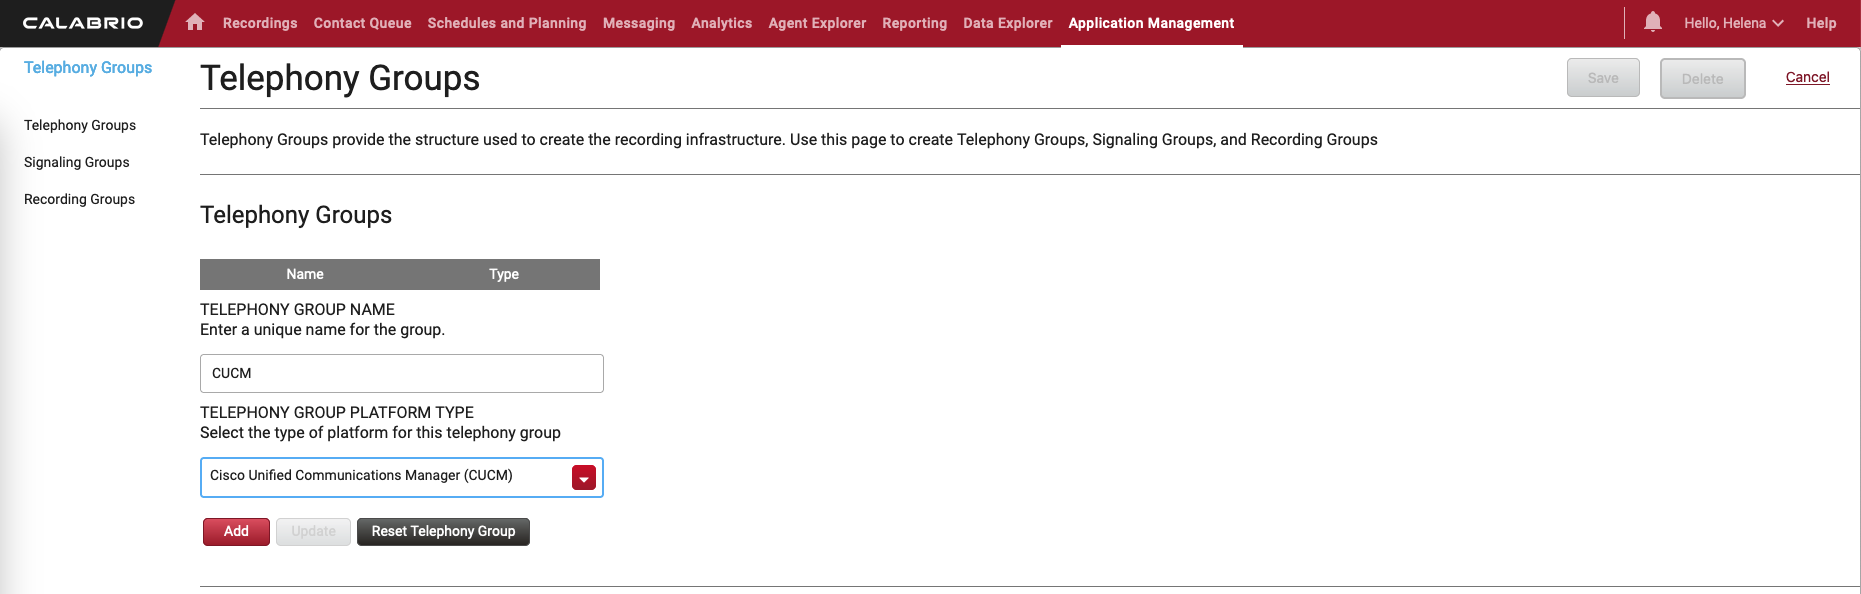 CALABRIO Recordings Contact Queue Schedules and Planning Messaging Analytics Agent Explorer Reporting Data Explorer Application Management Hello, Helena Help
Telephony Groups
Telephony Groups
Signaling Groups
Recording Groups
Telephony Groups Save Delete Cancel
Telephony Groups provide the structure used to create the recording infrastructure. Use this page to create Telephony Groups, Signaling Groups, and Recording Groups
Telephony Groups
Name Type
TELEPHONY GROUP NAME
Enter a unique name for the group.
CUCM
TELEPHONY GROUP PLATFORM TYPE
Select the type of platform for this telephony group
Cisco Unified Communications Manager (CUCM)
Add Update Reset Telephony Group